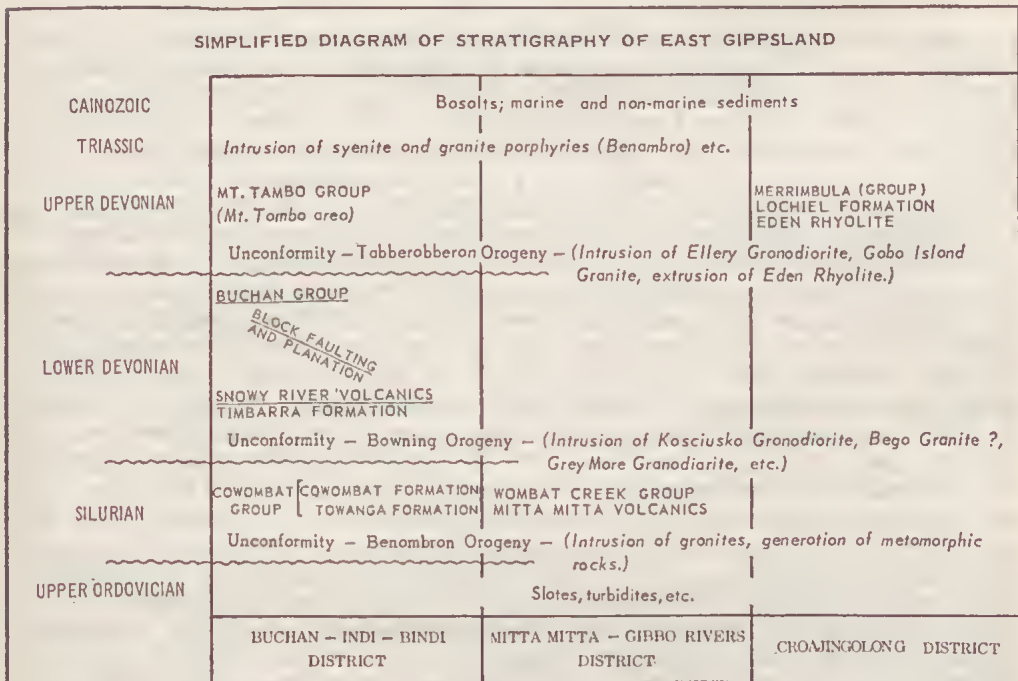 SIMPLIFIED DIAGRAM OF STRATIGRAPHY OF EAST GIPPSLAND
CAINOZOIC
Bosolts; marine and non-marine sediments
TRIASSIC
Intrusion of syenite and granite porphyries (Benambro) etc.
UPPER DEVONIAN
MT. TAMBO GROUP
(Mt. Tombo areo)
MERRIMBULA (GROUP)
LOCHIEL FORMATION
EDEN RHYOLITE
Unconformity – Tabberobberon Orogeny – (Intrusion of Ellery Gronodiorite, Gobo Island
Granite, extrusion of Eden Rhyolite.)
BUCHAN GROUP
BLOCK FAULTING
AND PLANATION
LOWER DEVONIAN
SNOWY RIVER VOLCANICS
TIMBARRA FORMATION
Unconformity – Bowning Orogeny – (Intrusion of Kosciusko Gronodiorite, Bego Granite ?,
Grey More Granodiarite, etc.)
SILURIAN
COWOMBAT [COWOMBAT FORMATION
GROUP [ TOWANGA FORMATION
WOMBAT CREEK GROUP
MITTA MITTA VOLCANICS
Unconformity – Benombron Orogeny – (Intrusion of gronites, generotion of metamorphic
rocks.)
UPPER ORDOVICIAN
Slotes, turbidites, etc.
BUCHAN – INDI – BINDI
DISTRICT
MITTA MITTA – GIBBO RIVERS
DISTRICT
CROAJINGOLONG DISTRICT